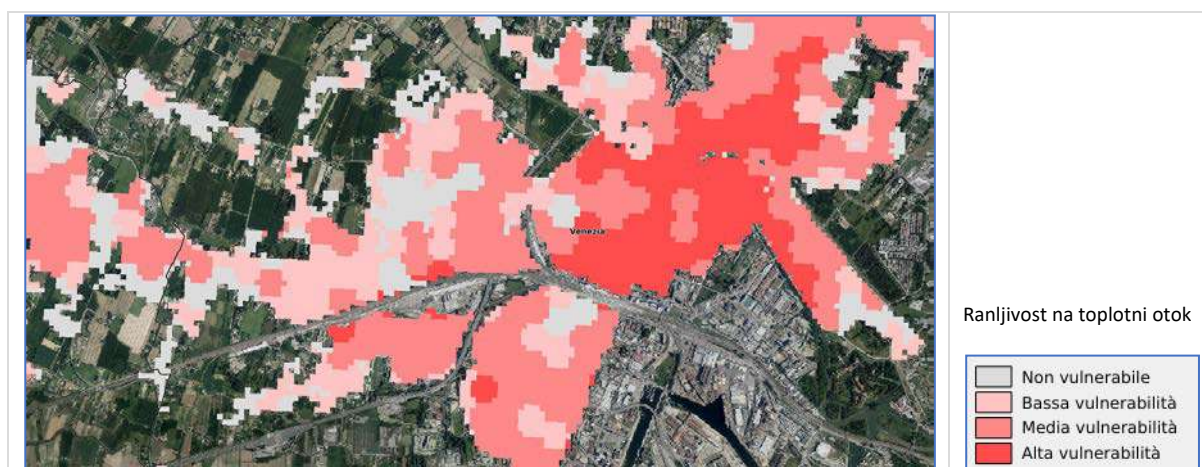 Venezia
Ranljivost na toplotni otok
Non vulnerabile
Bassa vulnerabilità
Media vulnerabilità
Alta vulnerabilità